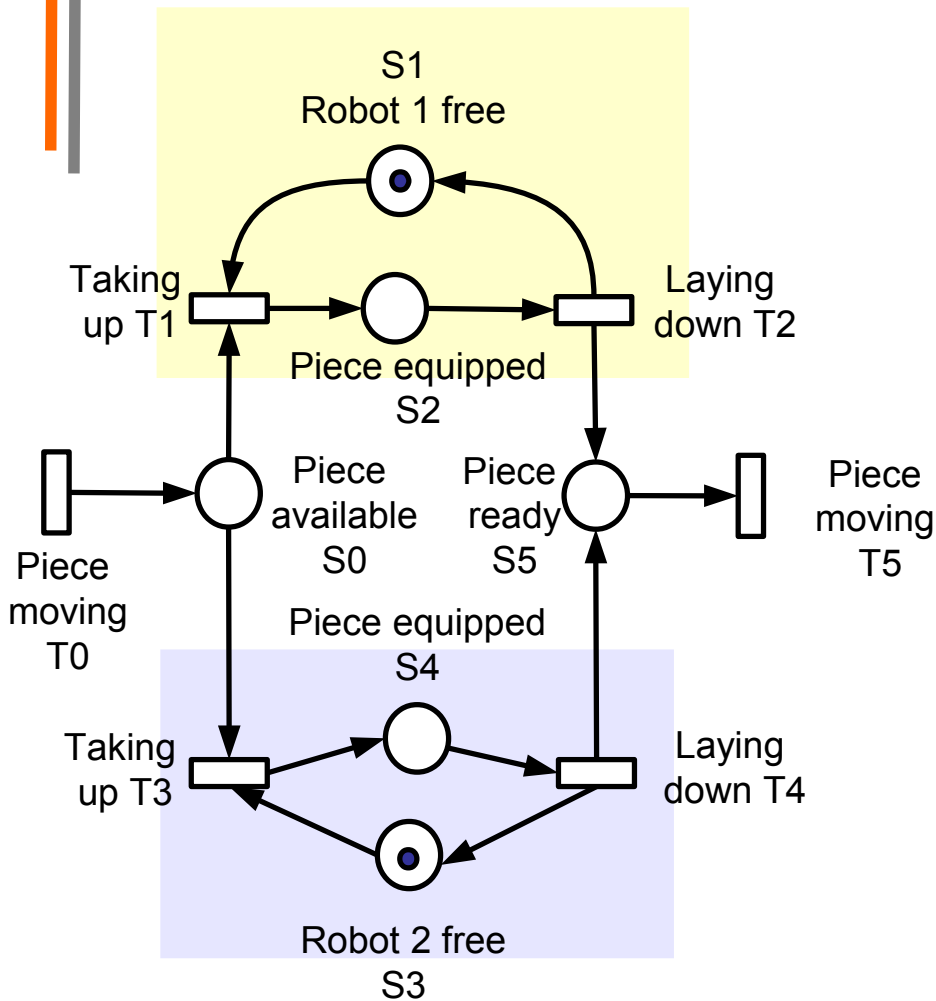 S1
Robot 1 free
Taking
up T1
Laying
down T2
Piece equipped
S2
Piece
moving
T0
Piece
available
S0
Piece
ready
S5
Piece
moving
T5
Piece equipped
S4
Taking
up T3
Laying
down T4
Robot 2 free
S3